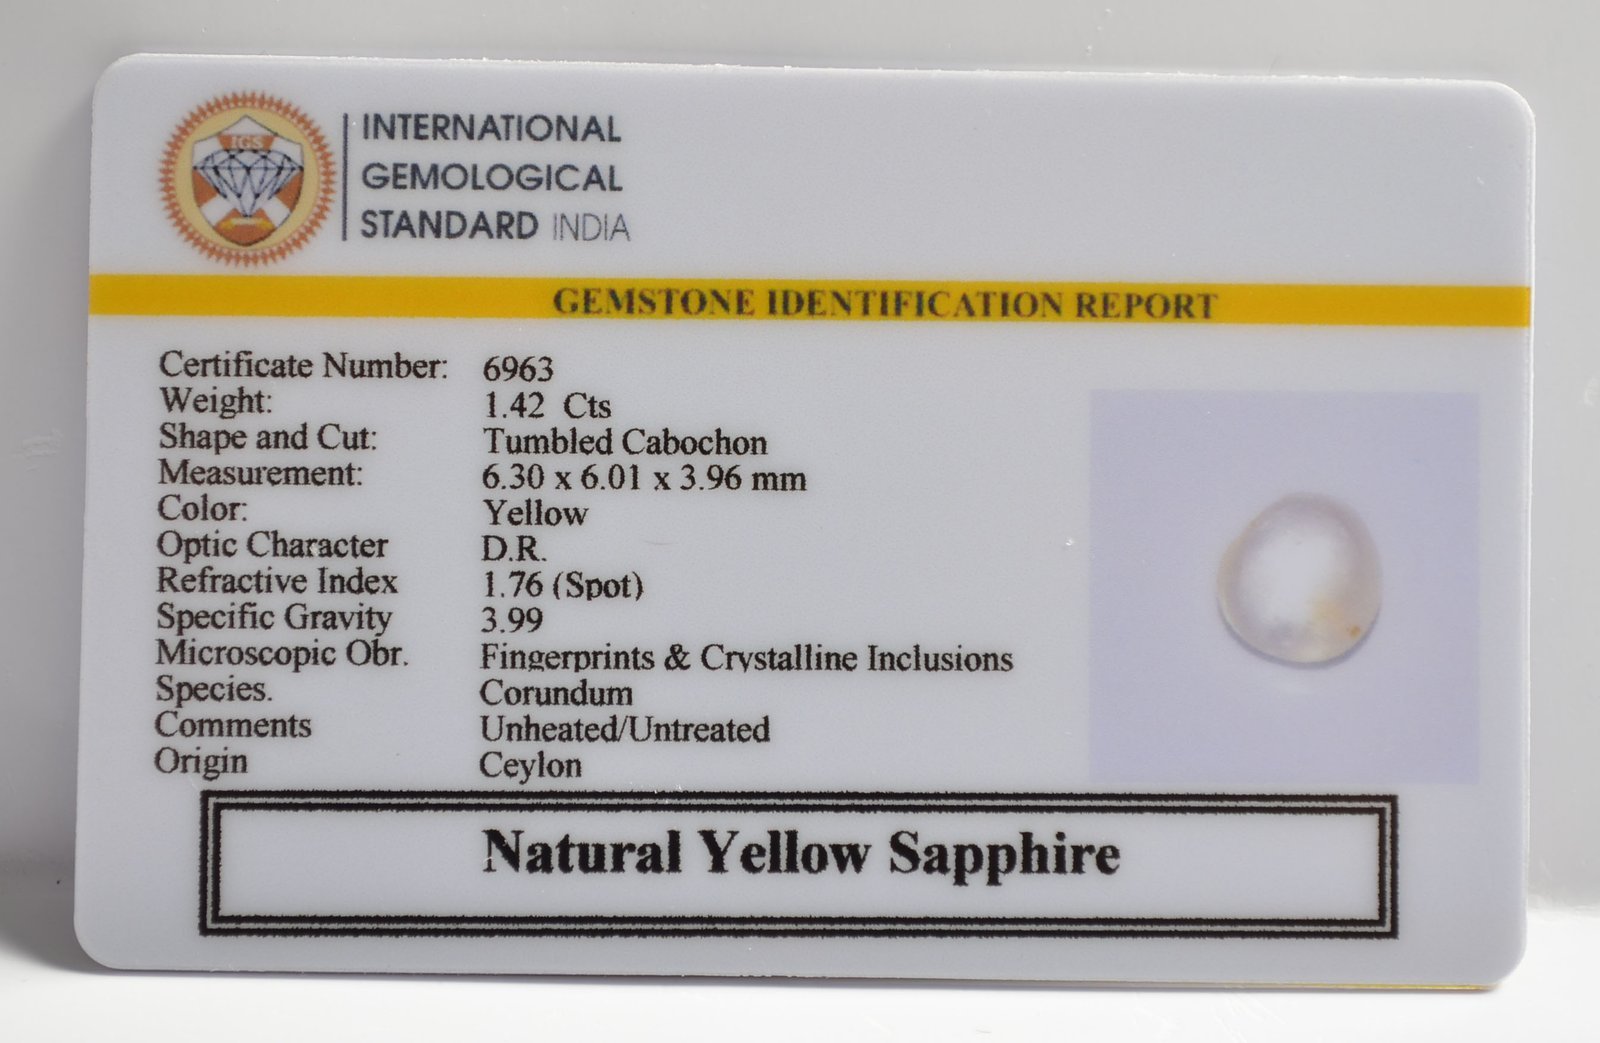 IGS
INTERNATIONAL
GEMOLOGICAL
STANDARD INDIA
GEMSTONE IDENTIFICATION REPORT
Certificate Number: 6963
Weight: 1.42 Cts
Shape and Cut: Tumbled Cabochon
Measurement: 6.30 x 6.01 x 3.96 mm
Color: Yellow
Optic Character D.R.
Refractive Index 1.76 (Spot)
Specific Gravity 3.99
Microscopic Obr. Fingerprints & Crystalline Inclusions
Species. Corundum
Comments Unheated/Untreated
Origin Ceylon
Natural Yellow Sapphire